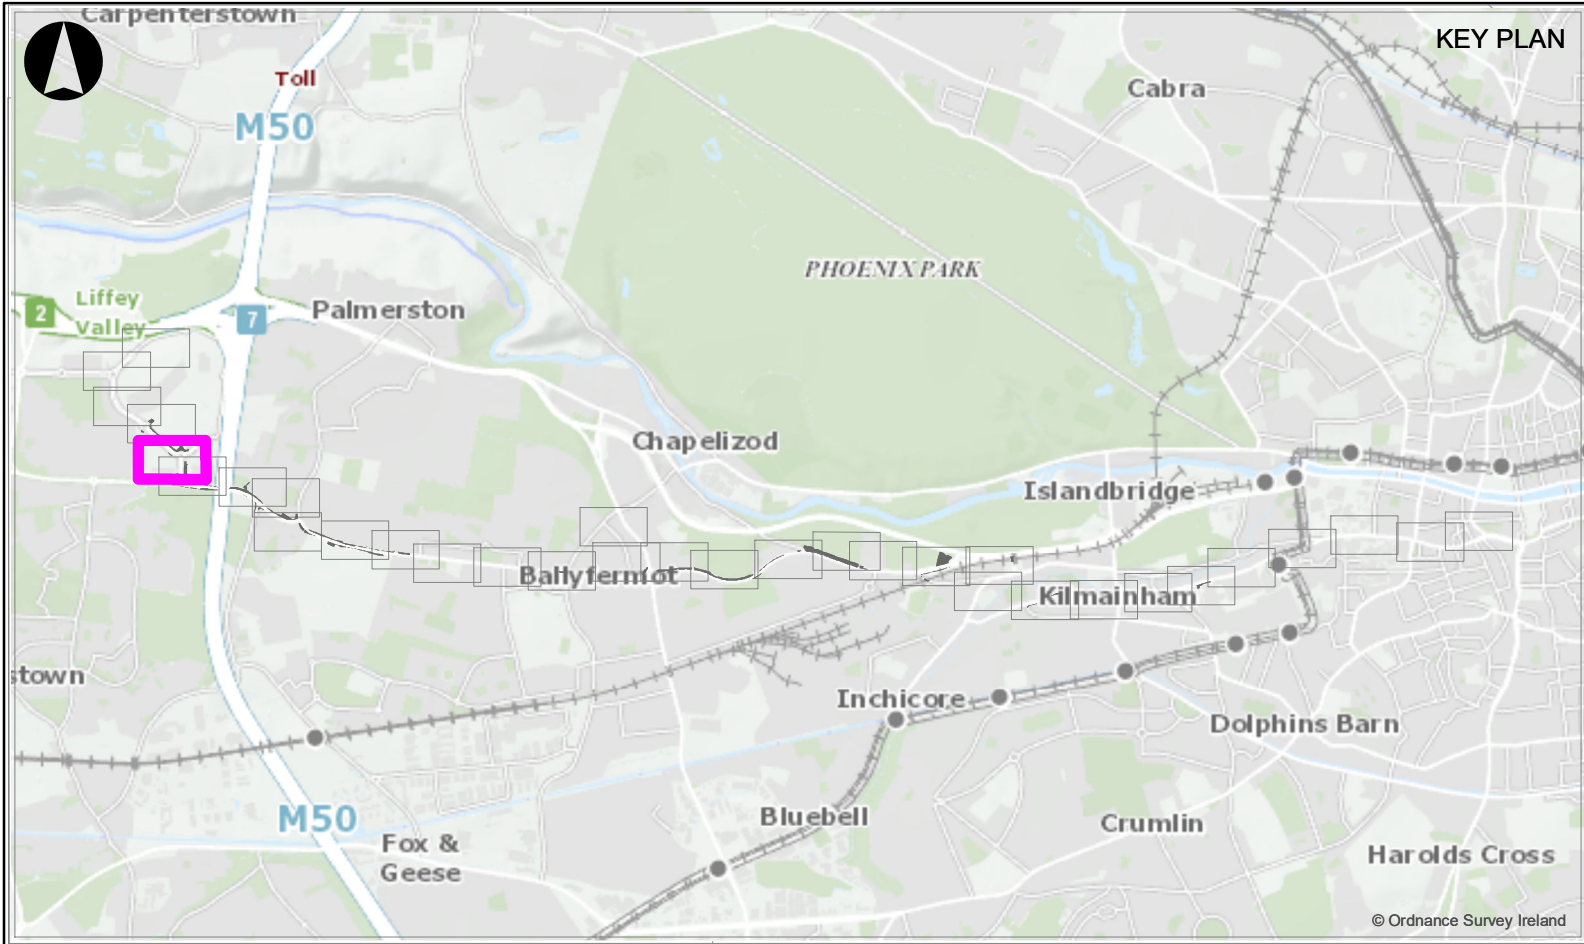 Carpenterstown
KEY PLAN
Toll
M50
Cabra
PHOENIX PARK
Liffey
Valley
2
7
Palmerston
Chapelizod
Islandbridge
Ballyfermot
Kilmainham
stown
Inchicore
Dolphins Barn
M50
Bluebell
Crumlin
Fox &
Geese
Harolds Cross
© Ordnance Survey Ireland